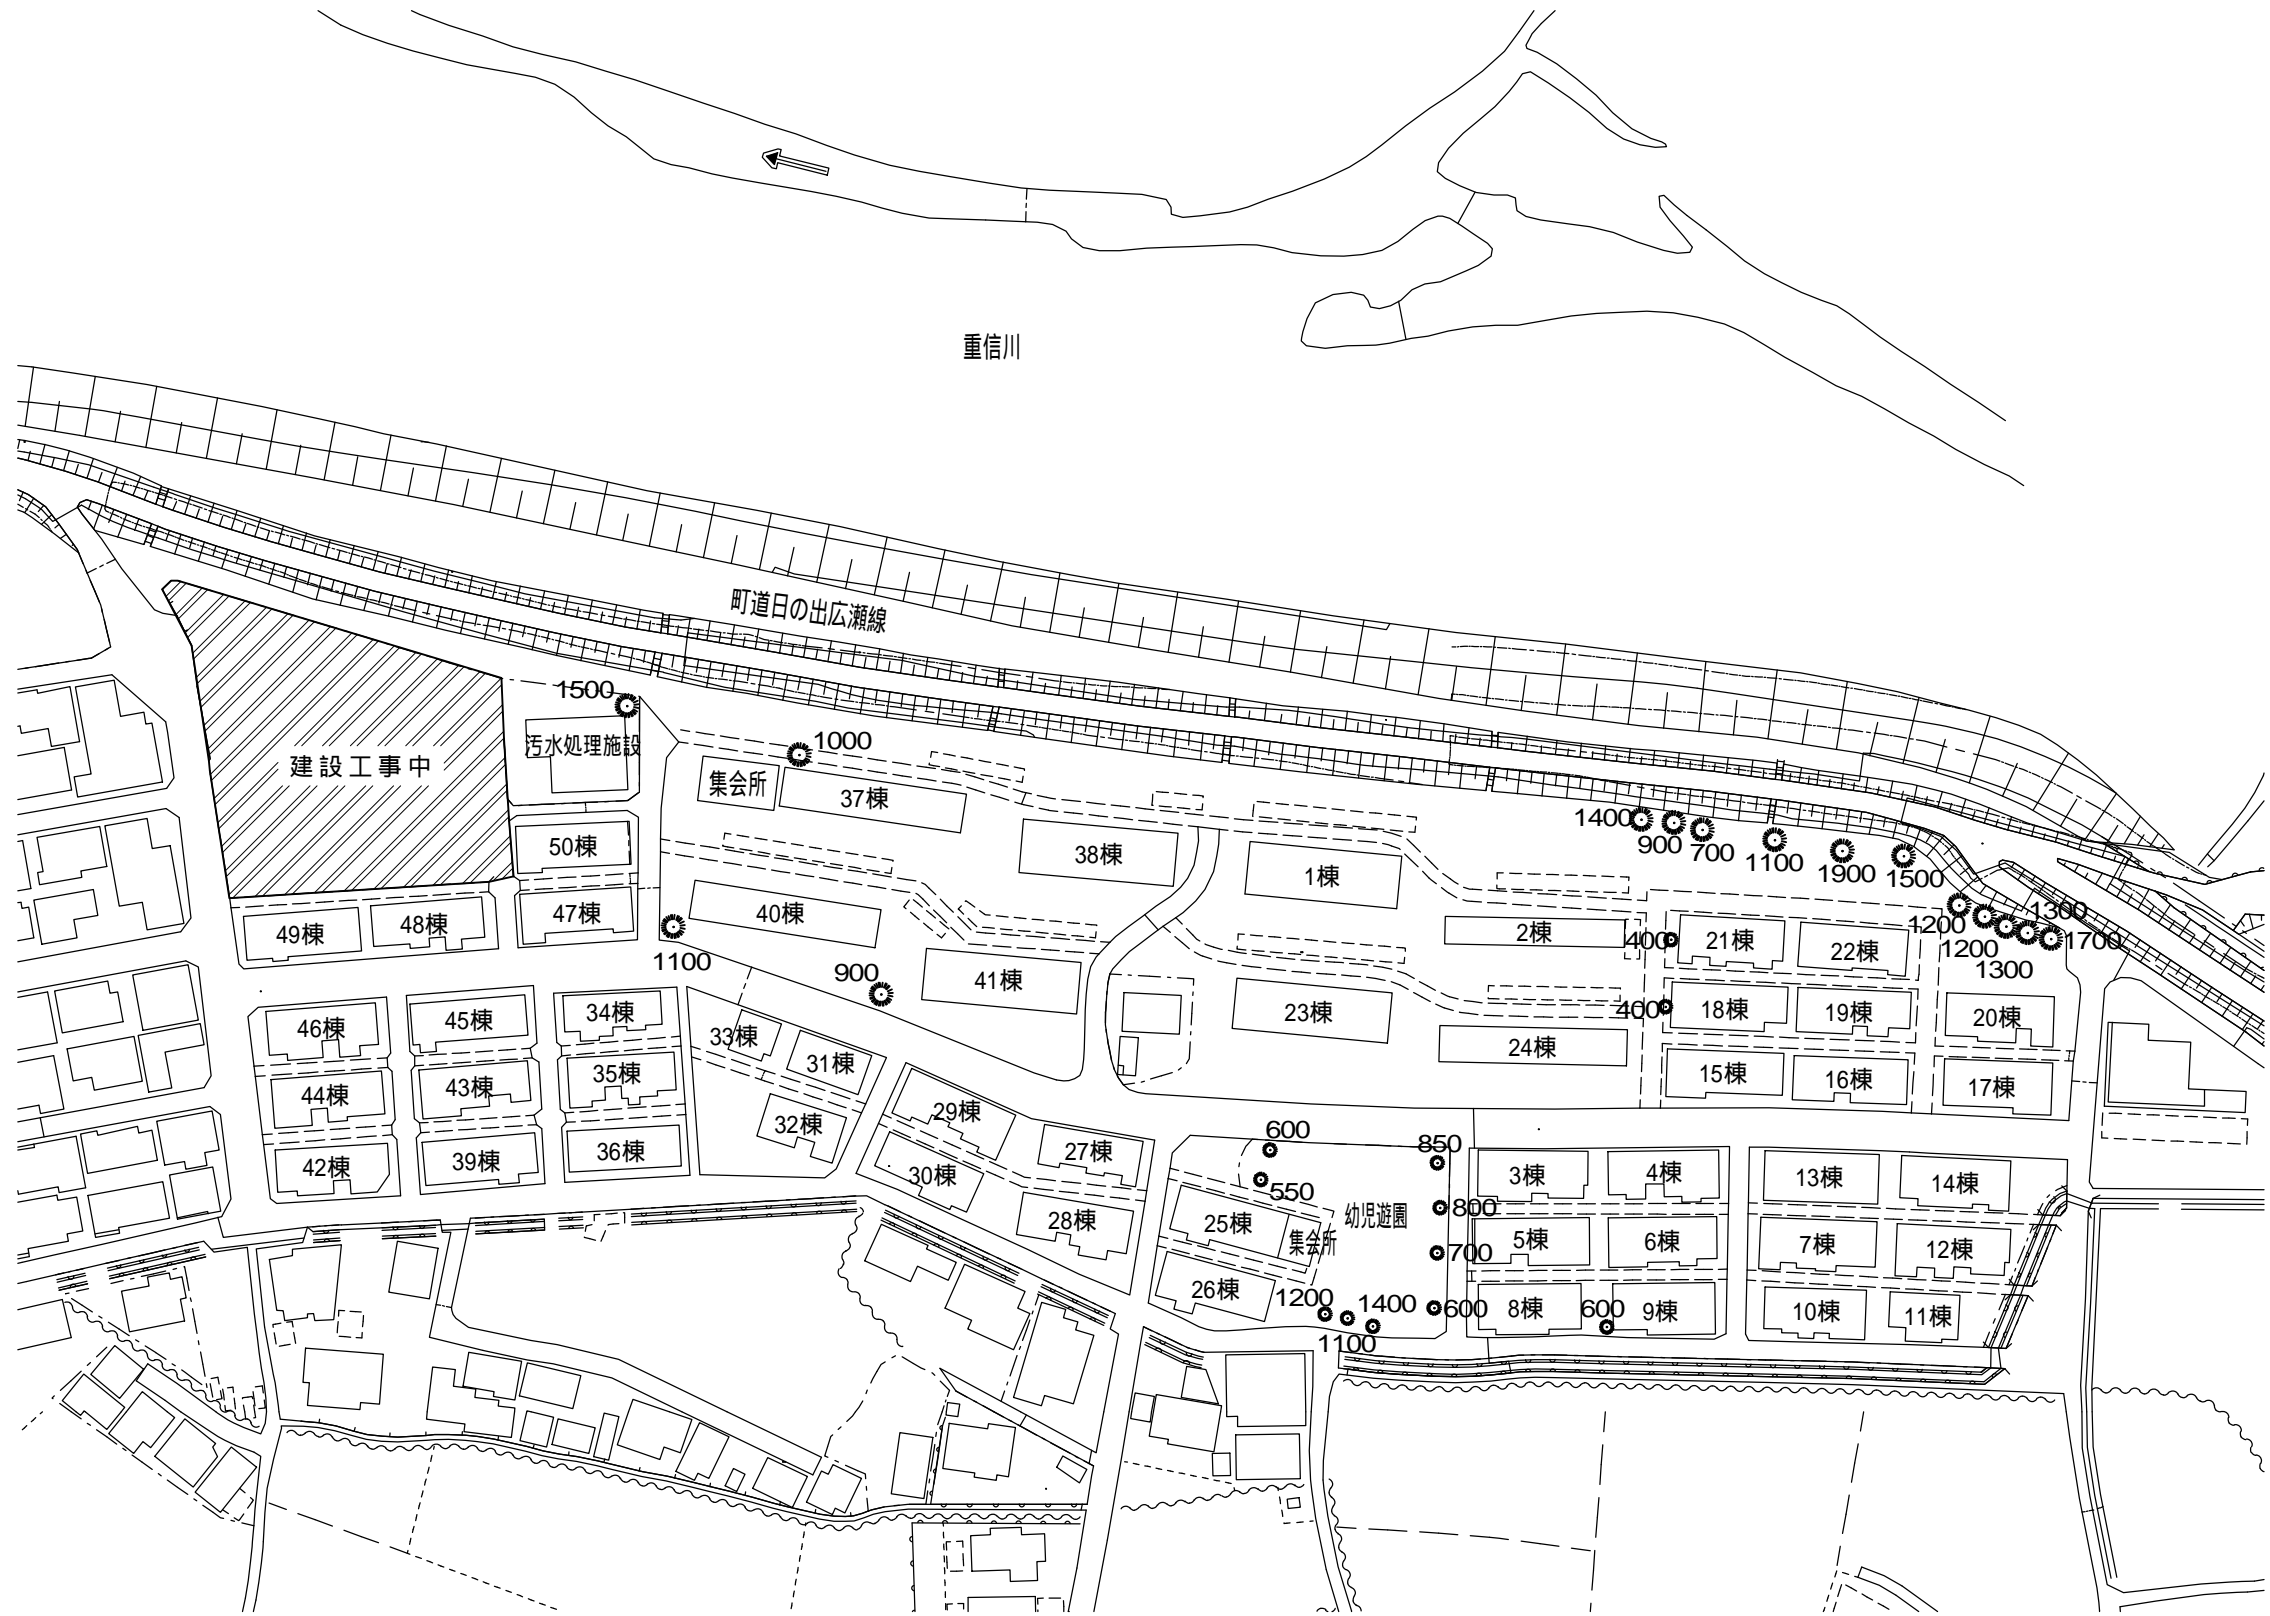 重信川
町道日の出広瀬線
1500
汚水処理施設
建設工事中
1000
集会所
37棟
38棟
1棟
2棟
1400
900
700
1100
1900
1500
1200
1200
1300
1300
1700
50棟
47棟
48棟
49棟
40棟
1100
900
41棟
23棟
24棟
400
21棟
22棟
400
18棟
19棟
20棟
15棟
16棟
17棟
46棟
45棟
34棟
33棟
31棟
44棟
43棟
35棟
32棟
42棟
39棟
36棟
29棟
30棟
27棟
28棟
600
550
850
800
700
600
幼児遊園
25棟
集会所
26棟
1200
1400
1100
3棟
4棟
13棟
14棟
5棟
6棟
7棟
12棟
8棟
600
9棟
10棟
11棟